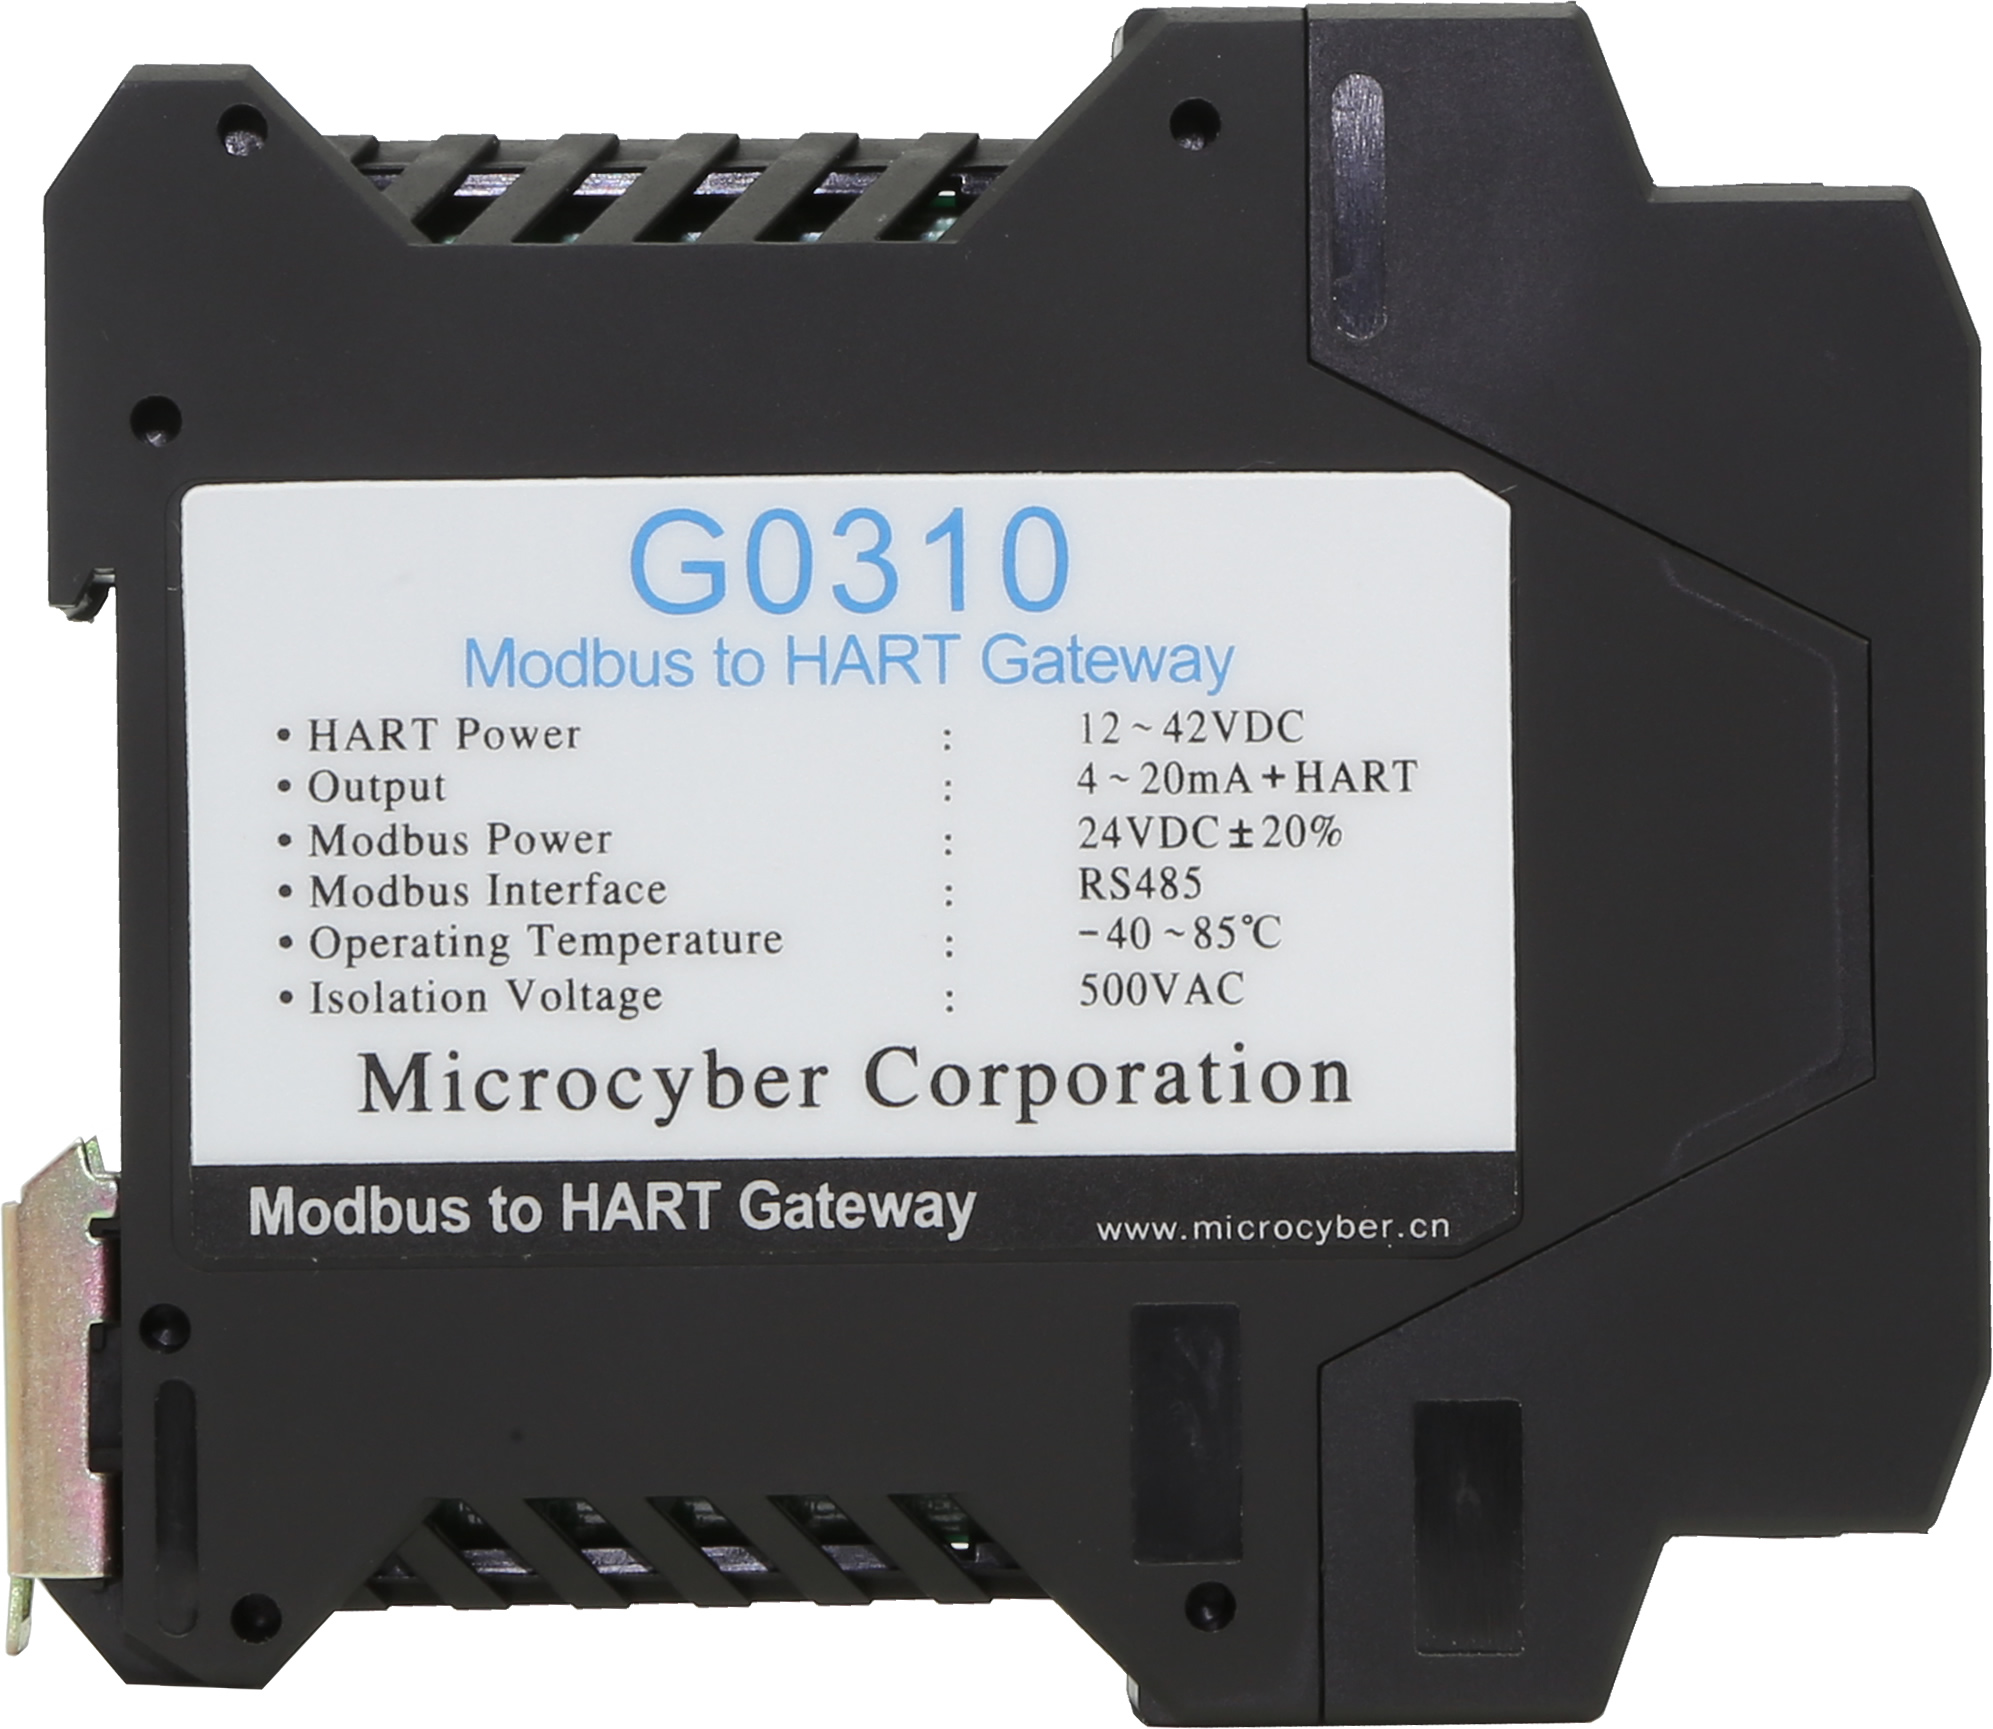 G0310
Modbus to HART Gateway
• HART Power : 12~42VDC
• Output : 4~20mA+HART
• Modbus Power : 24VDC±20%
• Modbus Interface : RS485
• Operating Temperature : -40~85℃
• Isolation Voltage : 500VAC
Microcyber Corporation
Modbus to HART Gateway www.microcyber.cn